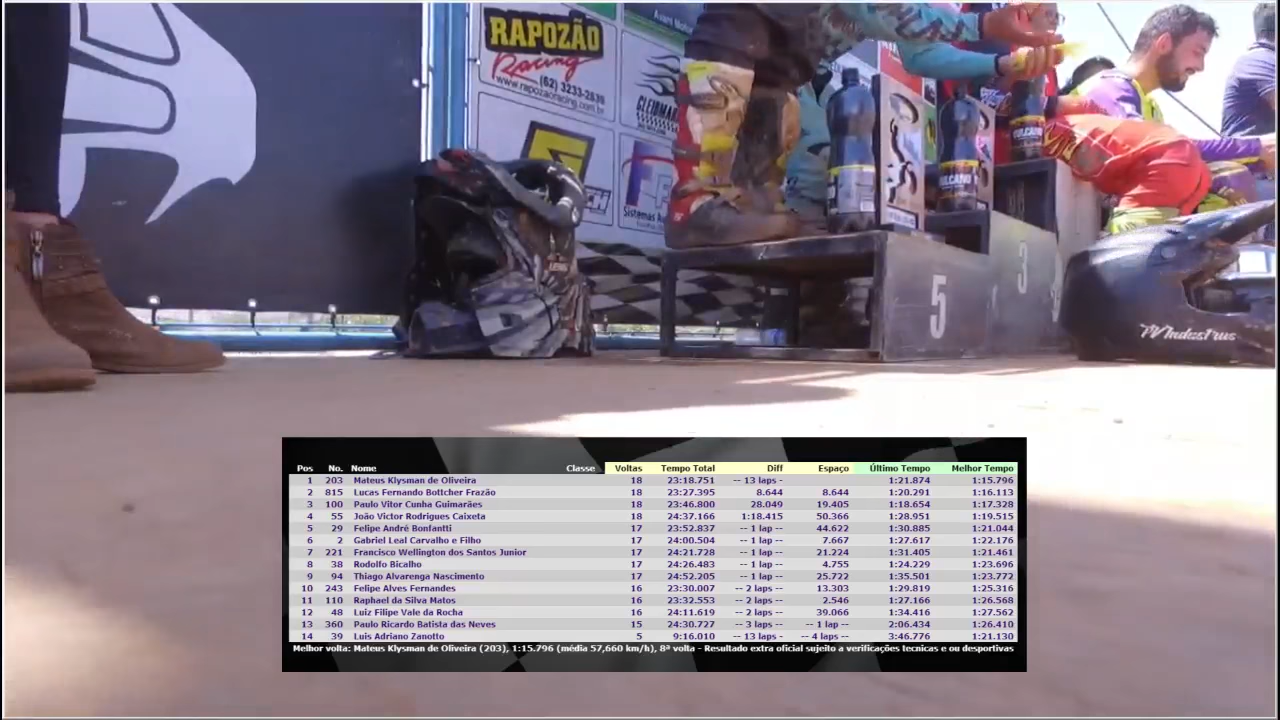 Avant Motos
RAPOZÃO
Racing
(62) 3233-2636
www.rapozaoracing.com.br
CLEIOMAR
Sistemas
VULCANO
VULCANO
5
3
TVIndustrus
Pos No. Nome Classe Voltas Tempo Total Diff Espaço Último Tempo Melhor Tempo
1 203 Mateus Klysman de Oliveira 18 23:18.751 -- 13 laps - 1:21.874 1:15.796
2 815 Lucas Fernando Bottcher Frazão 18 23:27.395 8.644 8.644 1:20.291 1:16.113
3 100 Paulo Vitor Cunha Guimarães 18 23:46.800 28.049 19.405 1:18.654 1:17.328
4 55 João Victor Rodrigues Caixeta 18 24:37.166 1:18.415 50.366 1:28.951 1:19.515
5 29 Felipe André Bonfantti 17 23:52.837 -- 1 lap -- 44.622 1:30.885 1:21.044
6 2 Gabriel Leal Carvalho e Filho 17 24:00.504 -- 1 lap -- 7.667 1:27.617 1:22.176
7 221 Francisco Wellington dos Santos Junior 17 24:21.728 -- 1 lap -- 21.224 1:31.405 1:21.461
8 38 Rodolfo Bicalho 17 24:26.483 -- 1 lap -- 4.755 1:24.229 1:23.696
9 94 Thiago Alvarenga Nascimento 17 24:52.205 -- 1 lap -- 25.722 1:35.501 1:23.772
10 243 Felipe Alves Fernandes 16 23:30.007 -- 2 laps -- 13.303 1:29.819 1:25.316
11 110 Raphael da Silva Matos 16 23:32.553 -- 2 laps -- 2.546 1:27.166 1:26.568
12 48 Luiz Filipe Vale da Rocha 16 24:11.619 -- 2 laps -- 39.066 1:34.416 1:27.562
13 360 Paulo Ricardo Batista das Neves 15 24:30.727 -- 3 laps -- -- 1 lap -- 2:06.434 1:26.410
14 39 Luis Adriano Zanotto 5 9:16.010 -- 13 laps - -- 4 laps -- 3:46.776 1:21.130
Melhor volta: Mateus Klysman de Oliveira (203), 1:15.796 (média 57,660 km/h), 8ª volta - Resultado extra oficial sujeito a verificações tecnicas e ou desportivas